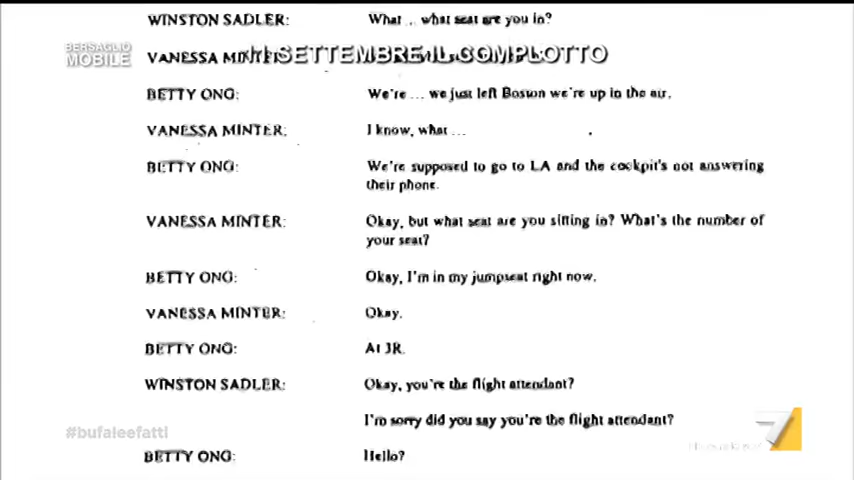 WINSTON SADLER: What .. what seat are you in?
BERSAGLIO
MOBILE
VANESSA MINTER:
11 SETTEMBRE IL COMPLOTTO
BETTY ONG: We're ... we just left Boston we're up in the air.
VANESSA MINTER: I know, what ...
BETTY ONG: We're supposed to go to LA and the cockpit's not answering
their phone.
VANESSA MINTER: Okay, but what seat are you sitting in? What's the number of
your seat?
BETTY ONG: Okay, I'm in my jumpseat right now.
VANESSA MINTER: Okay.
BETTY ONG: At 3R.
WINSTON SADLER: Okay, you're the flight attendant?
I'm sorry did you say you're the flight attendant?
#bufaleefatti
7
BETTY ONG: Hello?